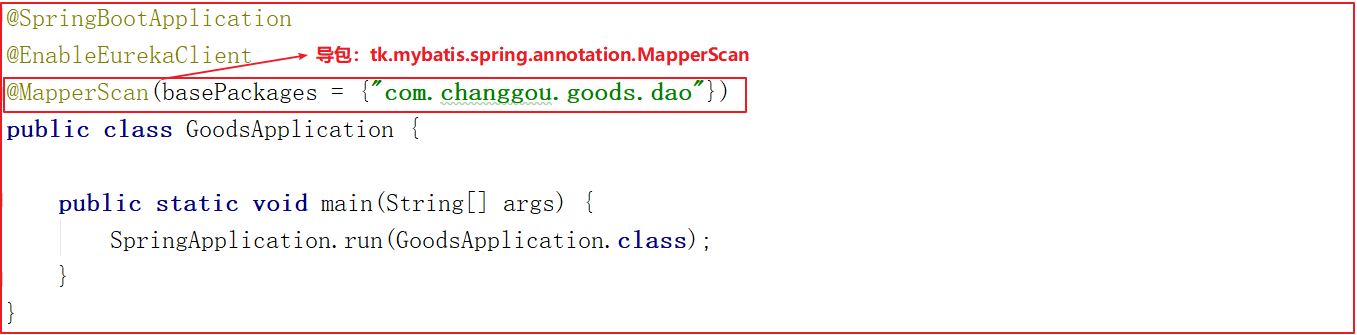 @SpringBootApplication
@EnableEurekaClient
导包：tk.mybatis.spring.annotation.MapperScan
@MapperScan(basePackages = {"com.changgou.goods.dao"})
public class GoodsApplication {
public static void main(String[] args) {
SpringApplication.run(GoodsApplication.class);
}
}